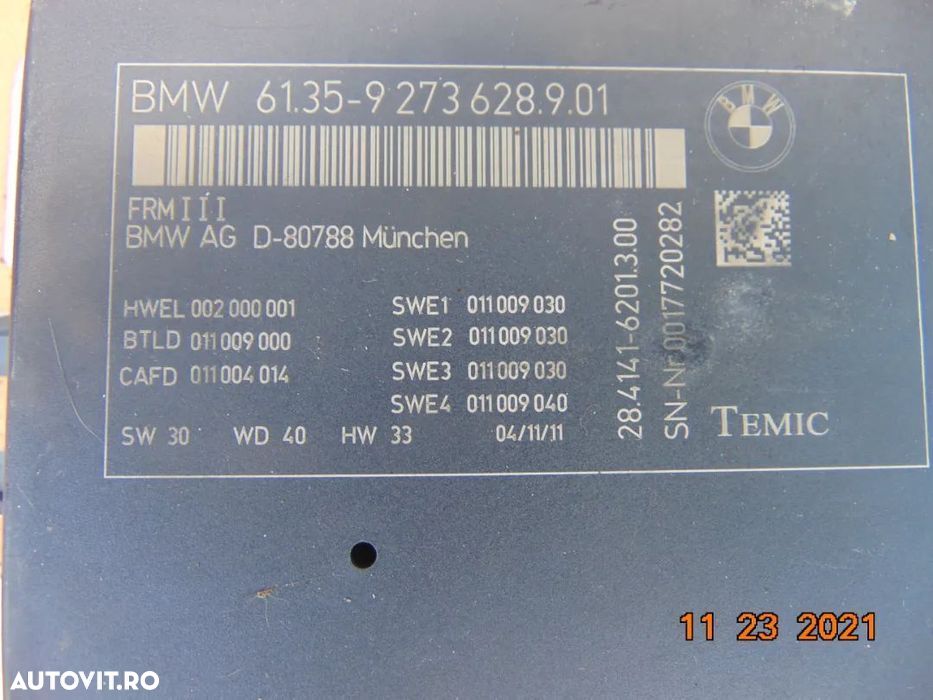 BMW 61.35-9 273 628.9.01
BMW
FRMIII
BMW AG D-80788 München
HWEL 002 000 001
BTLD 011 009 000
CAFD 011 004 014
SWE1 011 009 030
SWE2 011 009 030
SWE3 011 009 030
SWE4 011 009 040
SW 30 WD 40 HW 33 04/11/11
28.4141-6201.3.00
SN-Nr.0017720282
TEMIC
11 23 2021
AUTOVIT.RO